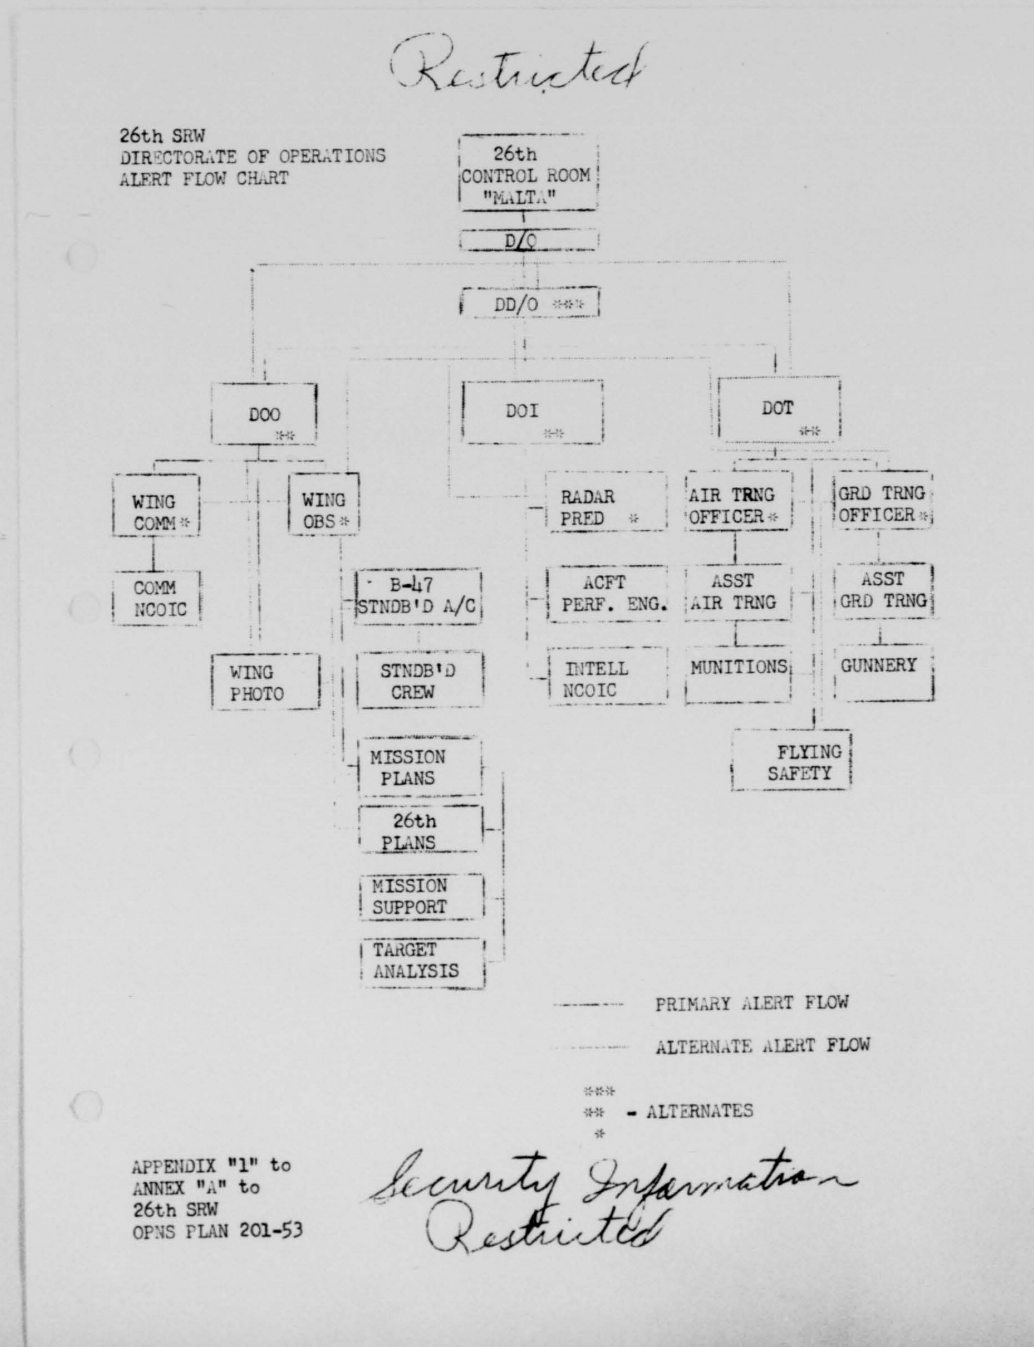 Restricted
26th SRW
DIRECTORATE OF OPERATIONS
ALERT FLOW CHART
26th
CONTROL ROOM
"MALTA"
D/O
DD/O ***
DOO
**
DOI
**
DOT
**
WING
COMM*
WING
OBS*
RADAR
PRED *
AIR TRNG
OFFICER*
GRD TRNG
OFFICER*
COMM
NCOIC
B-47
STNDB'D A/C
ACFT
PERF. ENG.
ASST
AIR TRNG
ASST
GRD TRNG
WING
PHOTO
STNDB'D
CREW
INTELL
NCOIC
MUNITIONS
GUNNERY
MISSION
PLANS
FLYING
SAFETY
26th
PLANS
MISSION
SUPPORT
TARGET
ANALYSIS
PRIMARY ALERT FLOW
ALTERNATE ALERT FLOW
***
** - ALTERNATES
*
APPENDIX "1" to
ANNEX "A" to
26th SRW
OPNS PLAN 201-53
Security Information
Restricted